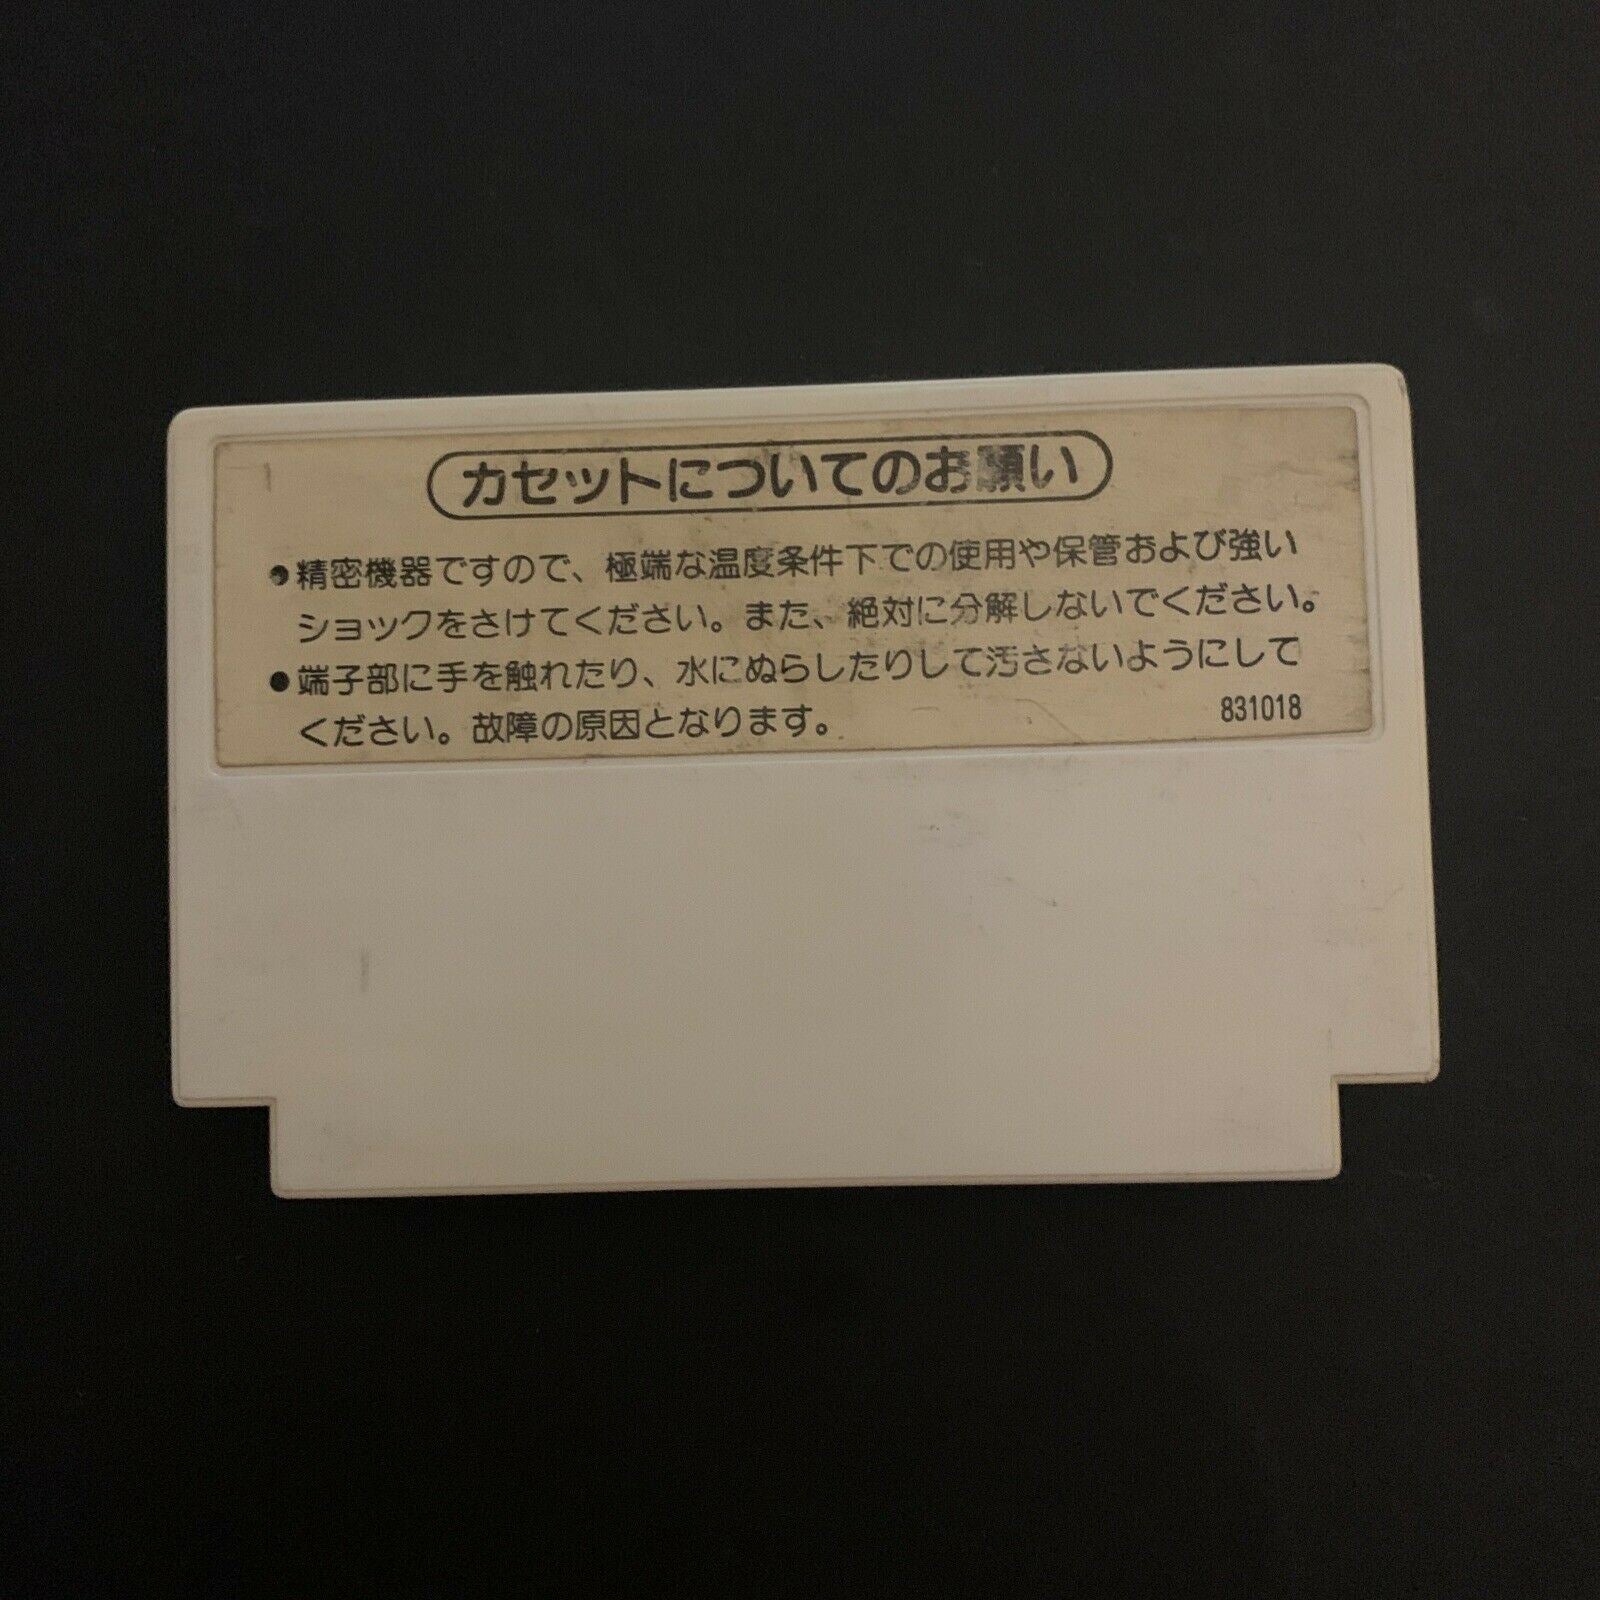 カセットについてのお願い
●精密機器ですので、極端な温度条件下での使用や保管および強い
ショックをさけてください。また、絶対に分解しないでください。
●端子部に手を触れたり、水にぬらしたりして汚さないようにして
ください。故障の原因となります。
831018